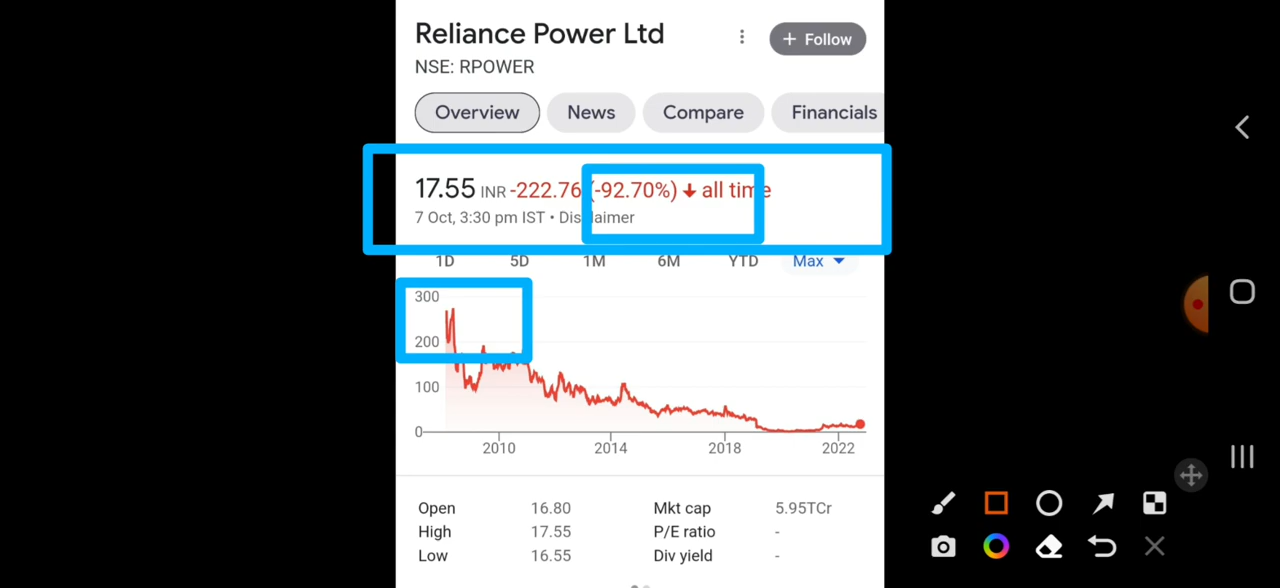 Reliance Power Ltd
+ Follow
NSE: RPOWER
Overview News Compare Financials
17.55 INR -222.76 (-92.70%) ↓ all time
7 Oct, 3:30 pm IST • Disclaimer
1D 5D 1M 6M YTD Max
300
200
100
0
2010 2014 2018 2022
Open 16.80 Mkt cap 5.95TCr
High 17.55 P/E ratio -
Low 16.55 Div yield -